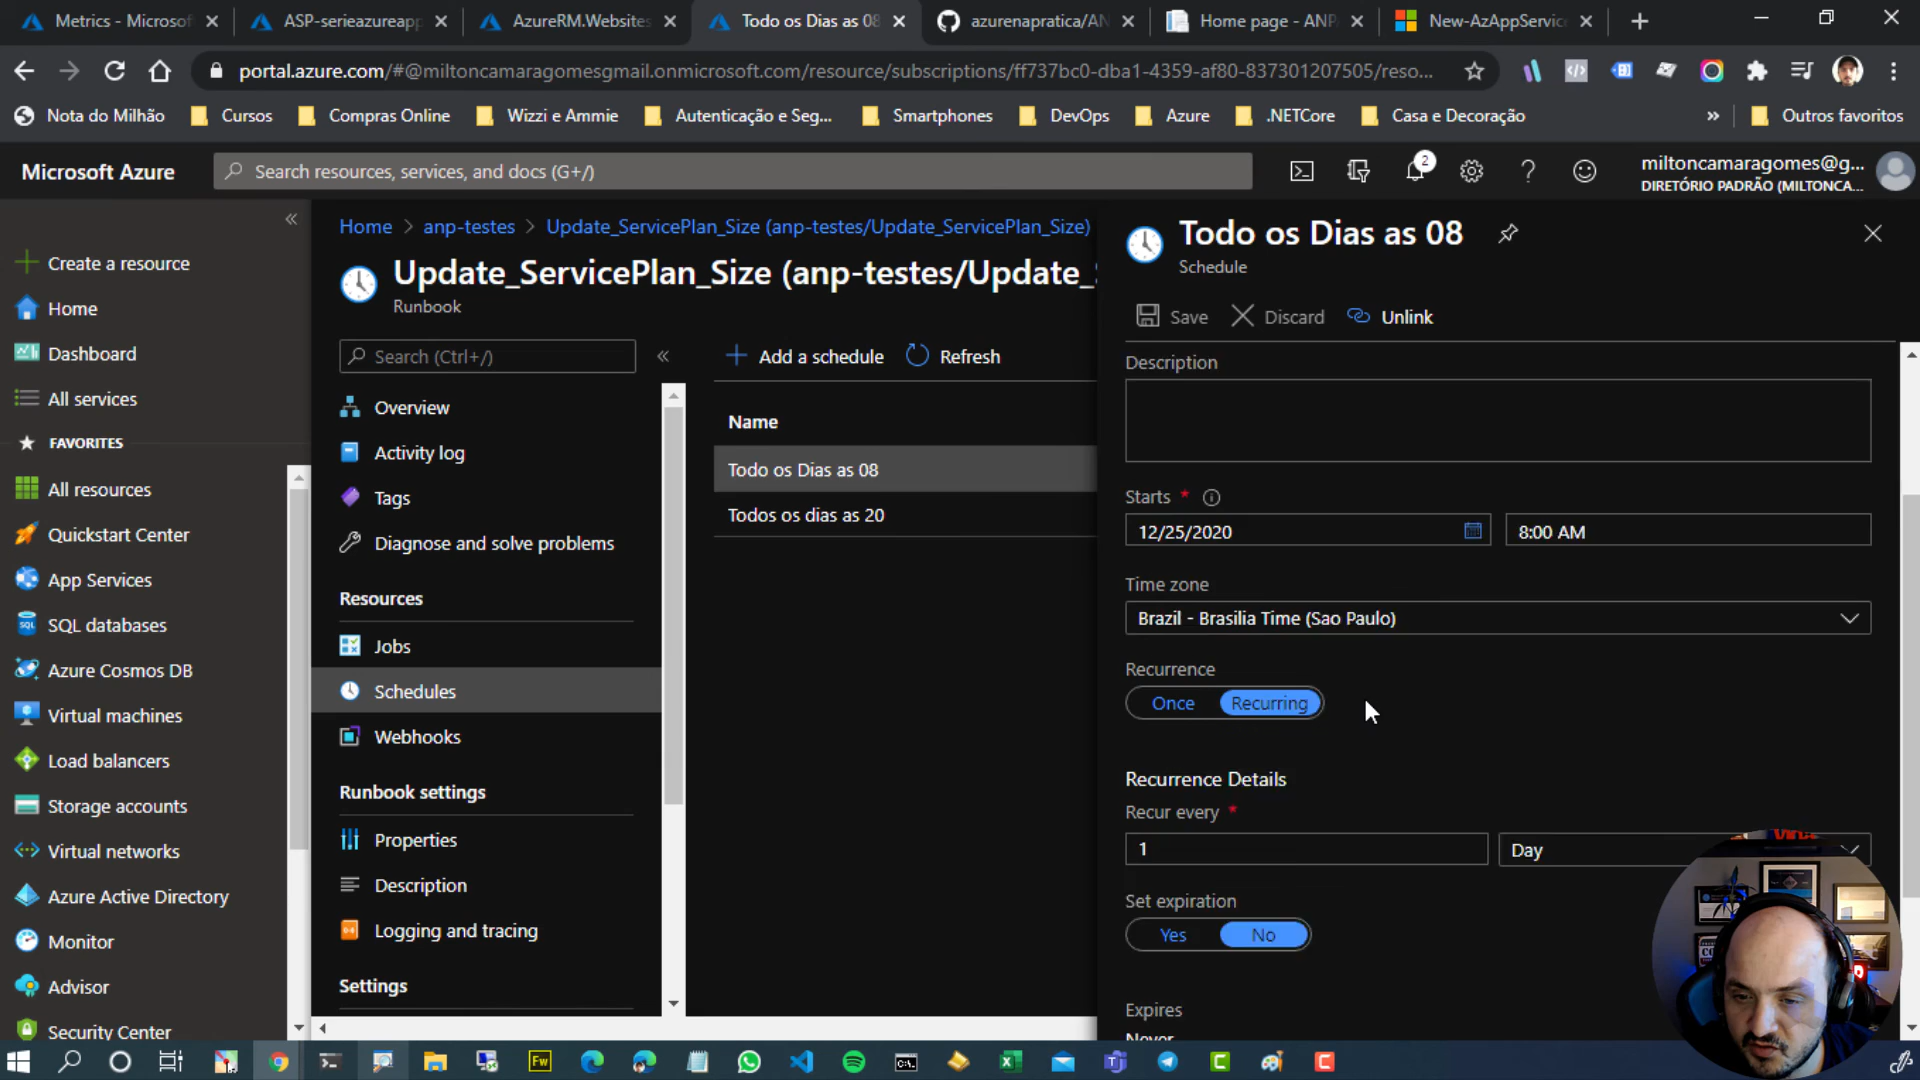 Metrics - Microsof
ASP-serieazureapp
AzureRM.Websites
Todo os Dias as 08
azurenapratica/AN
Home page - ANP
New-AzAppService
portal.azure.com/#@miltoncamaragomesgmail.onmicrosoft.com/resource/subscriptions/ff737bc0-dba1-4359-af80-837301207505/reso...
Nota do Milhão
Cursos
Compras Online
Wizzi e Ammie
Autenticação e Seg...
Smartphones
DevOps
Azure
.NETCore
Casa e Decoração
»
Outros favoritos
Microsoft Azure
Search resources, services, and docs (G+/)
2
miltoncamaragomes@g...
DIRETÓRIO PADRÃO (MILTONCA...
Create a resource
Home
Dashboard
All services
FAVORITES
All resources
Quickstart Center
App Services
SQL databases
Azure Cosmos DB
Virtual machines
Load balancers
Storage accounts
Virtual networks
Azure Active Directory
Monitor
Advisor
Security Center
Home > anp-testes > Update_ServicePlan_Size (anp-testes/Update_ServicePlan_Size)
Update_ServicePlan_Size (anp-testes/Update_S
Runbook
Search (Ctrl+/)
Overview
Activity log
Tags
Diagnose and solve problems
Resources
Jobs
Schedules
Webhooks
Runbook settings
Properties
Description
Logging and tracing
Settings
Add a schedule
Refresh
Name
Todo os Dias as 08
Todos os dias as 20
Todo os Dias as 08
Schedule
Save
Discard
Unlink
Description
Starts *
12/25/2020
8:00 AM
Time zone
Brazil - Brasilia Time (Sao Paulo)
Recurrence
Once
Recurring
Recurrence Details
Recur every *
1
Day
Set expiration
Yes
No
Expires
Never
Fw